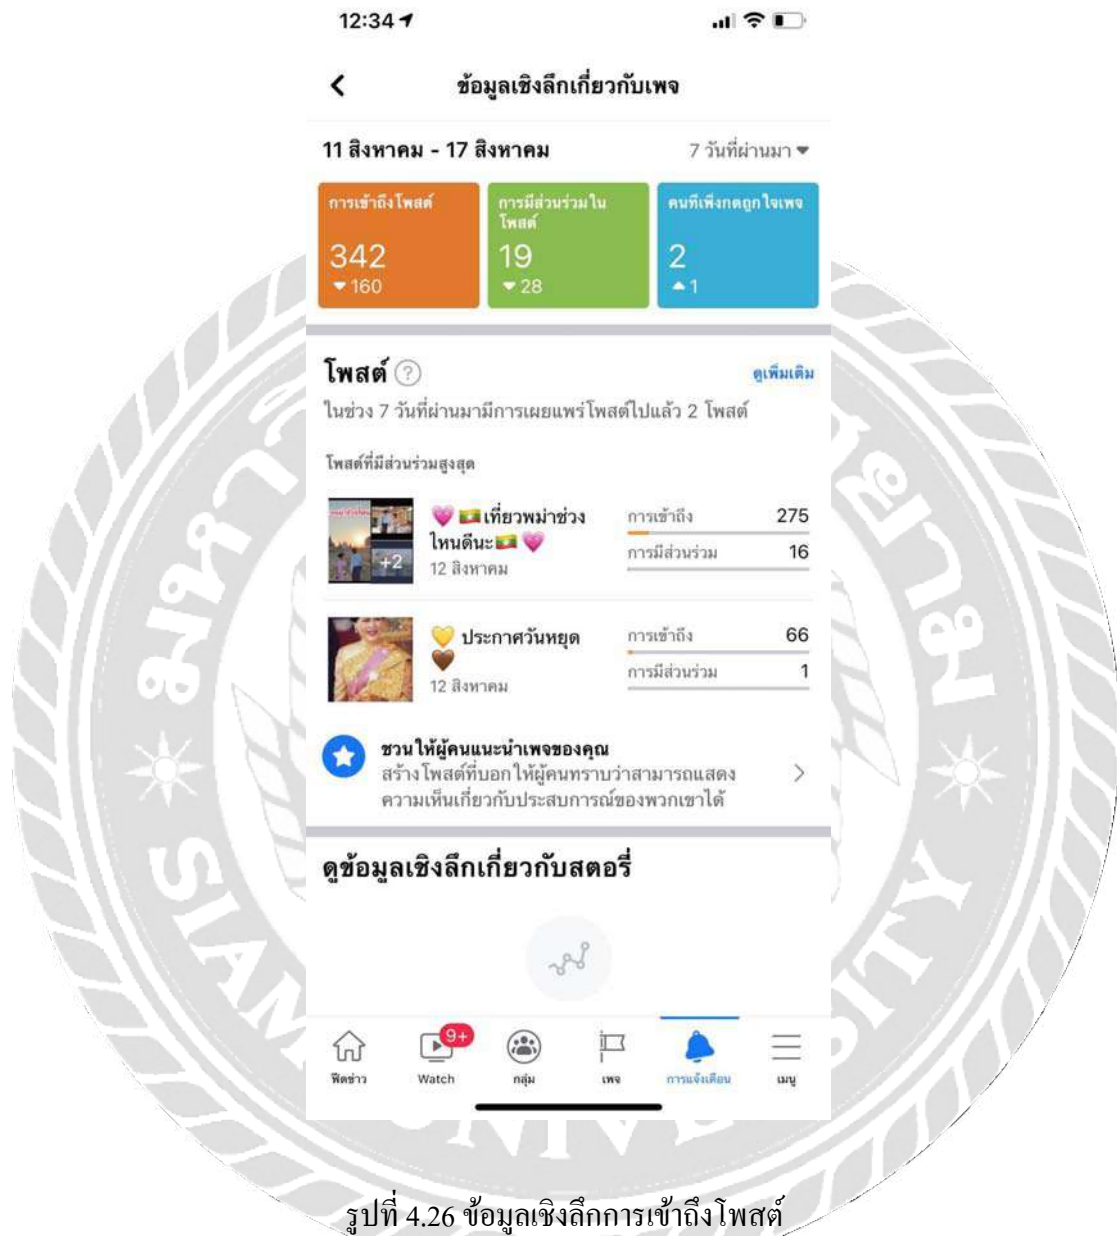 12:34
ข้อมูลเชิงลึกเกี่ยวกับเพจ
11 สิงหาคม - 17 สิงหาคม
7 วันที่ผ่านมา
การเข้าถึงโพสต์
342
160
การมีส่วนร่วมใน
โพสต์
19
28
คนที่เพิ่งกดถูกใจเพจ
2
1
โพสต์ ?
ดูเพิ่มเติม
ในช่วง 7 วันที่ผ่านมามีการเผยแพร่โพสต์ไปแล้ว 2 โพสต์
โพสต์ที่มีส่วนร่วมสูงสุด
+2
💗🇲🇲เที่ยวพม่าช่วง
ไหนดีนะ🇲🇲💗
12 สิงหาคม
การเข้าถึง 275
การมีส่วนร่วม 16
💛 ประกาศวันหยุด
🤎
12 สิงหาคม
การเข้าถึง 66
การมีส่วนร่วม 1
ชวนให้ผู้คนแนะนำเพจของคุณ
สร้างโพสต์ที่บอกให้ผู้คนทราบว่าสามารถแสดง
ความเห็นเกี่ยวกับประสบการณ์ของพวกเขาได้
ดูข้อมูลเชิงลึกเกี่ยวกับสตอรี่
9+
ฟีดข่าว
Watch
กลุ่ม
เพจ
การแจ้งเตือน
เมนู
SIAM UNIVERSITY
รูปที่ 4.26 ข้อมูลเชิงลึกการเข้าถึงโพสต์